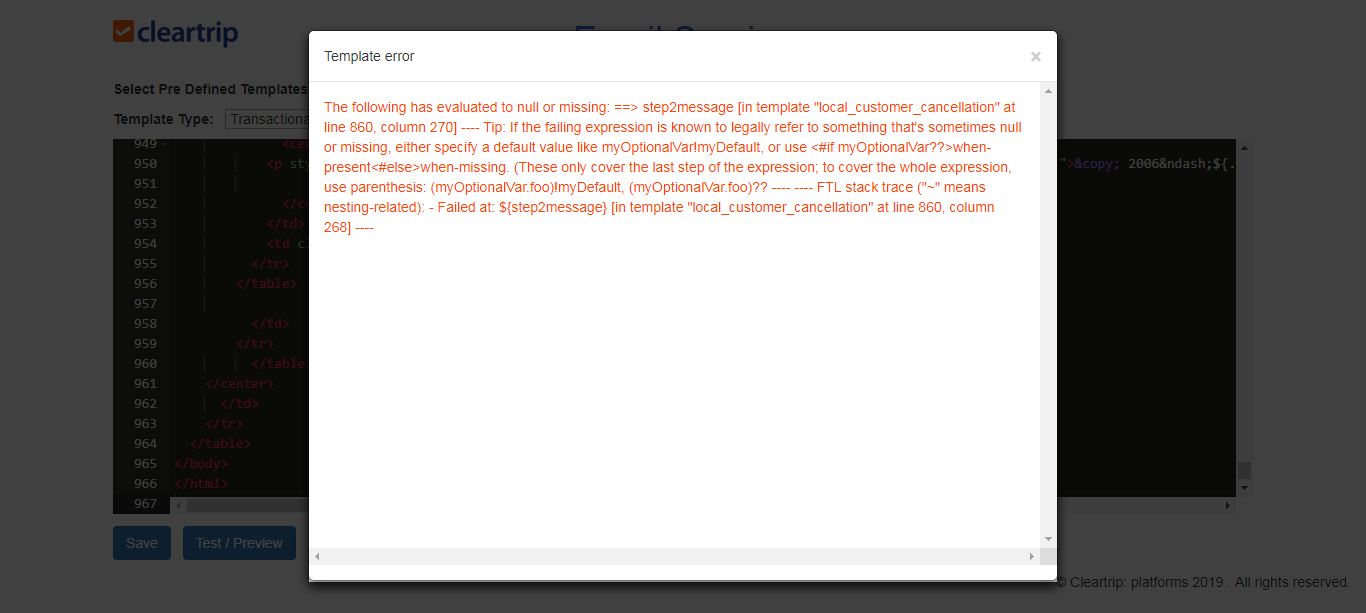 cleartrip
Template error
×
Select Pre Defined Templates
The following has evaluated to null or missing: ==> step2message [in template "local_customer_cancellation" at
line 860, column 270] ---- Tip: If the failing expression is known to legally refer to something that's sometimes null
or missing, either specify a default value like myOptionalVar!myDefault, or use <#if myOptionalVar??>when-
present<#else>when-missing. (These only cover the last step of the expression; to cover the whole expression,
use parenthesis: (myOptionalVar.foo)!myDefault, (myOptionalVar.foo)?? ---- ---- FTL stack trace ("~" means
nesting-related): - Failed at: ${step2message} [in template "local_customer_cancellation" at line 860, column
268] ----
Template Type: Transactiona
949 <ce
950 <p sty ">&copy; 2006&ndash;${.
951
952 </ce
953 </td>
954 <td c
955 </tr>
956 </table>
957
958 </td>
959 </tr>
960 </table>
961 </center>
962 </td>
963 </tr>
964 </table>
965 </body>
966 </html>
967
Save Test / Preview
© Cleartrip: platforms 2019 . All rights reserved.